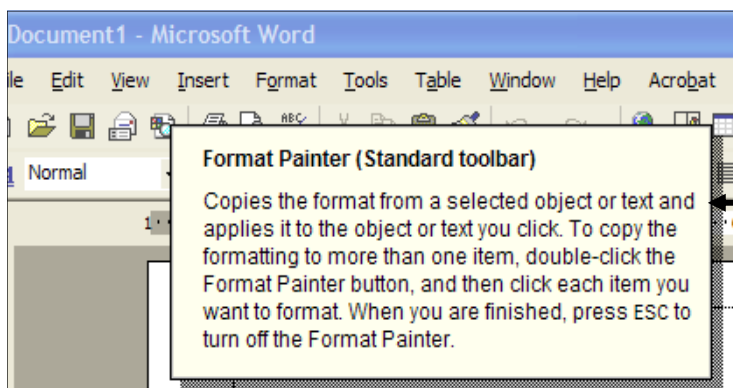 Document1 - Microsoft Word
ile Edit View Insert Format Tools Table Window Help Acrobat
ABC
Normal
Format Painter (Standard toolbar)
1
Copies the format from a selected object or text and
applies it to the object or text you click. To copy the
formatting to more than one item, double-click the
Format Painter button, and then click each item you
want to format. When you are finished, press ESC to
turn off the Format Painter.